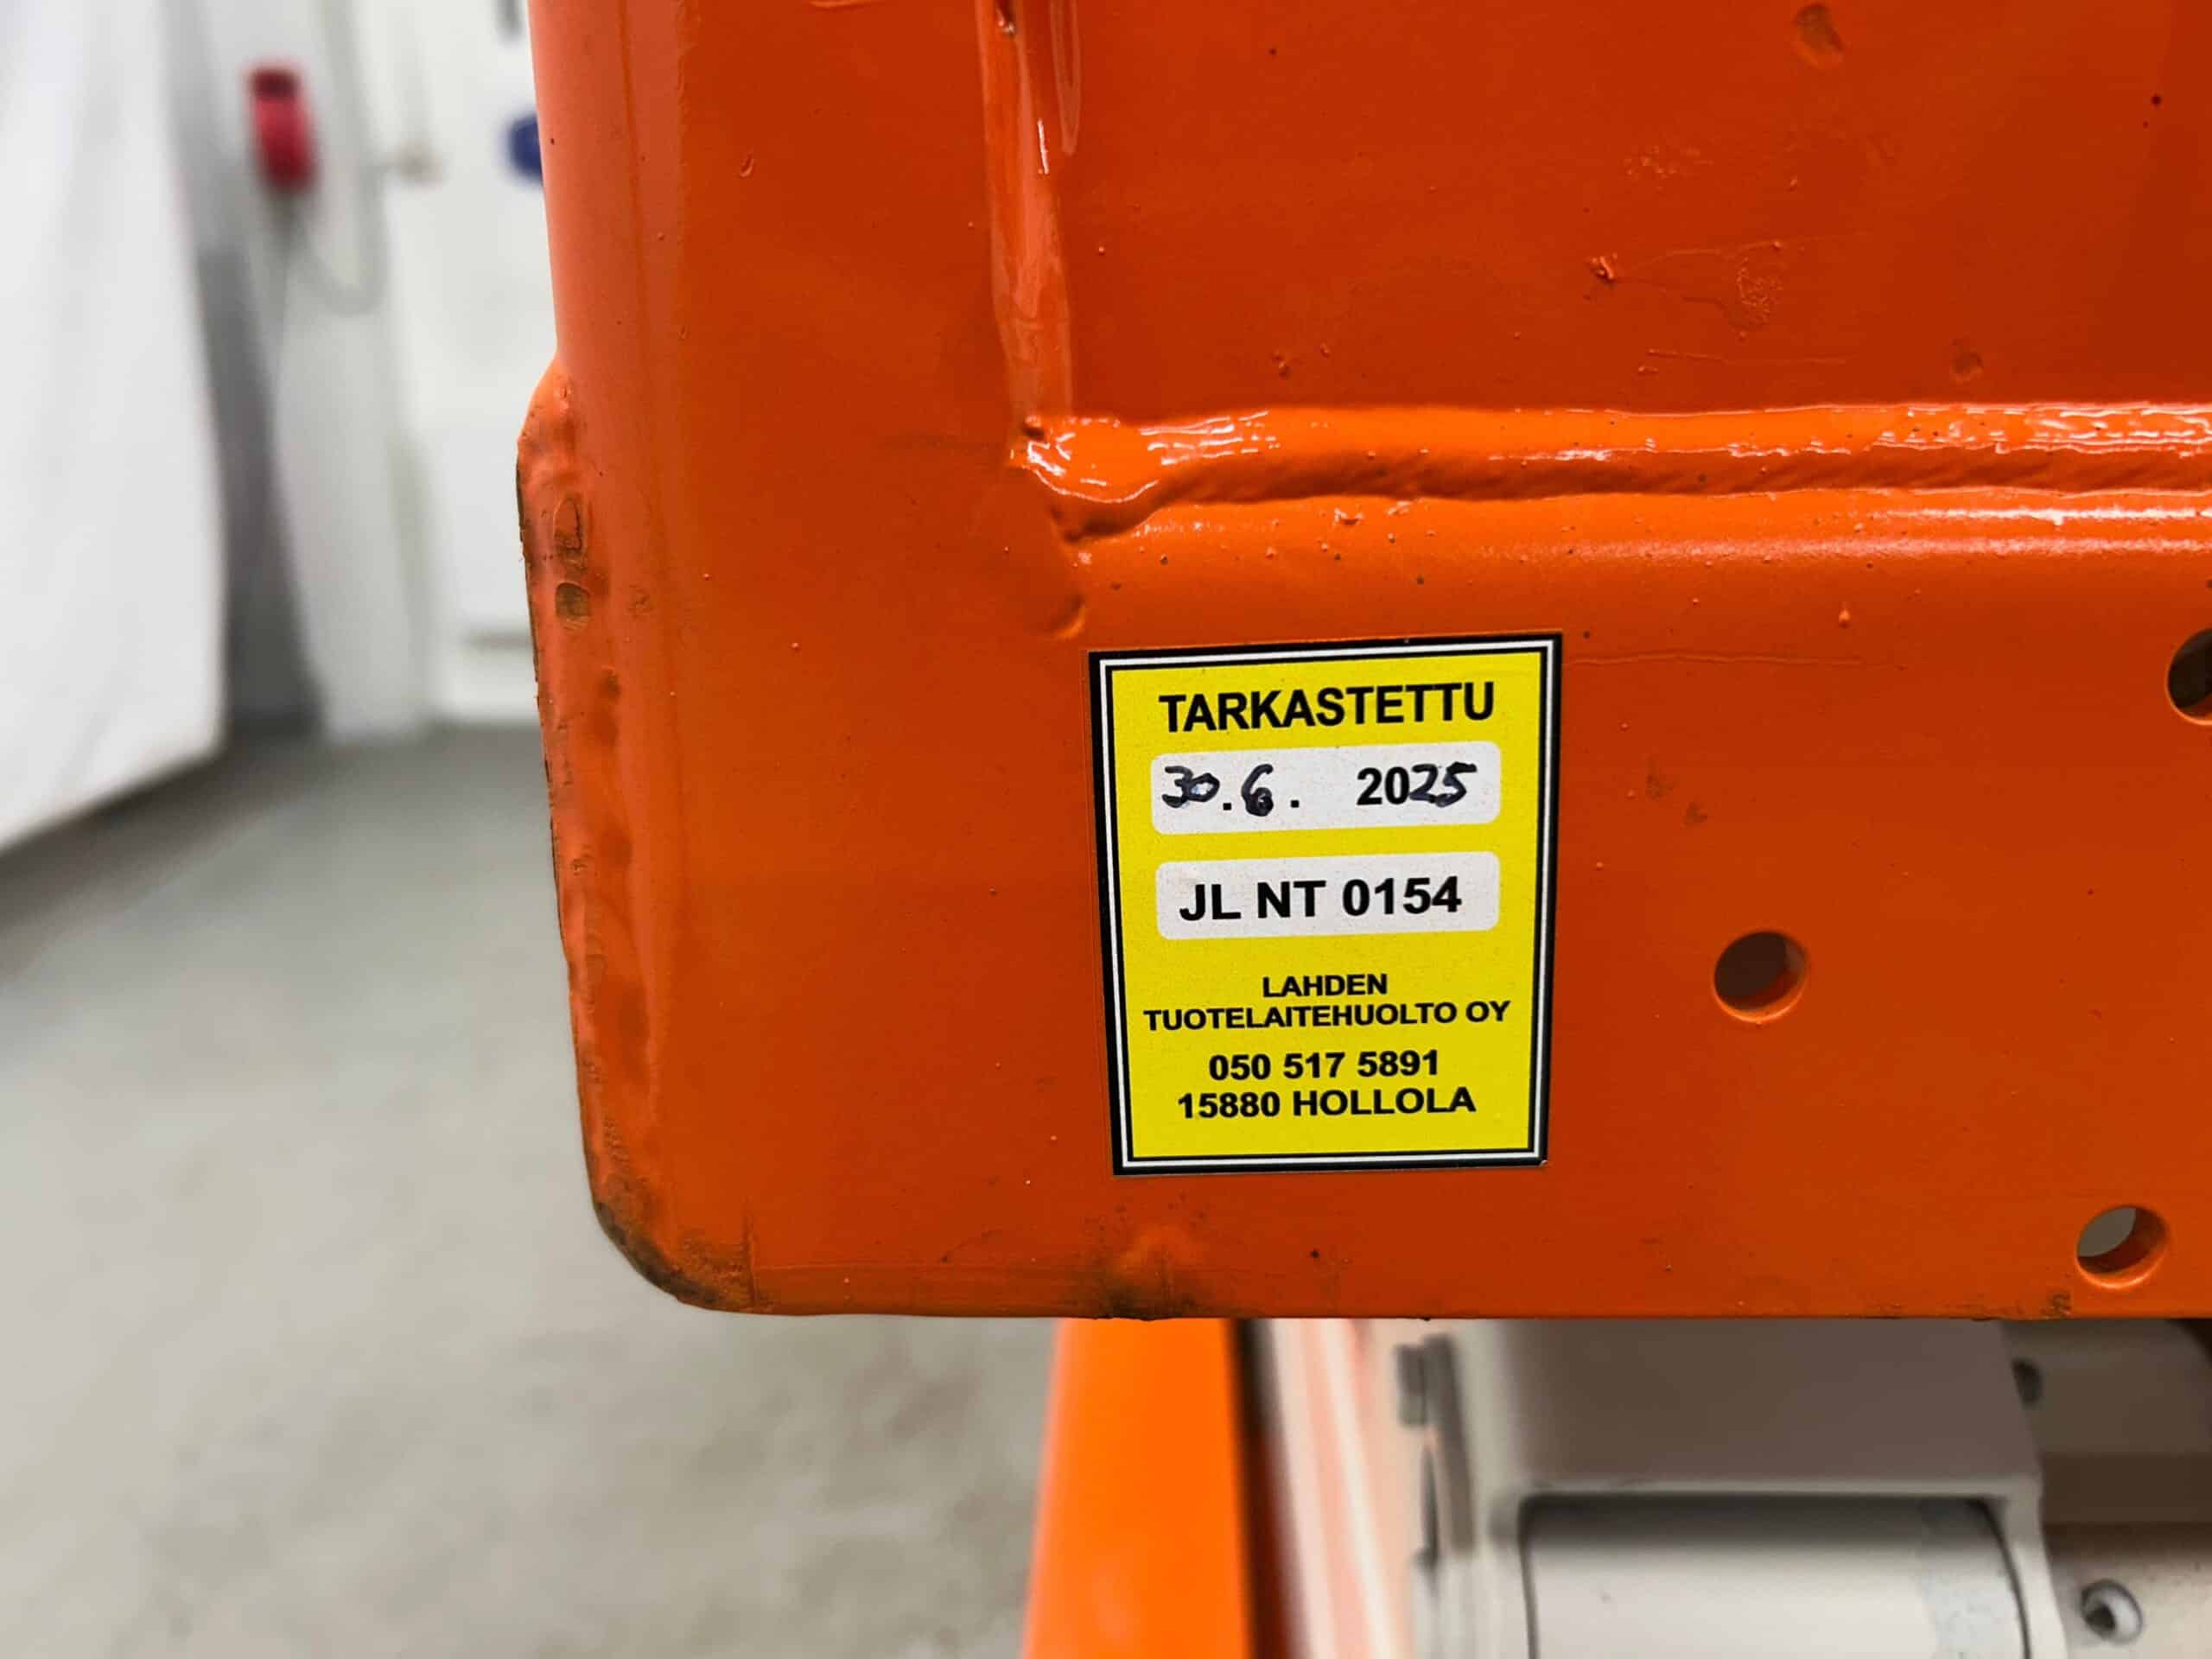 TARKASTETTU
30.6. 2025
JL NT 0154
LAHDEN
TUOTELAITEHUOLTO OY
050 517 5891
15880 HOLLOLA